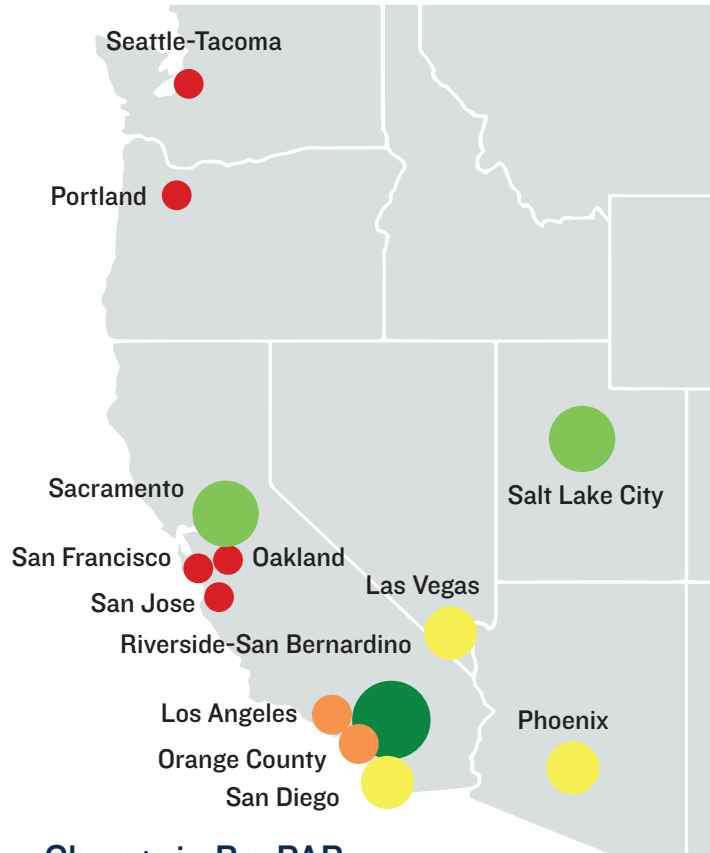 Seattle-Tacoma
Portland
Sacramento
Salt Lake City
San Francisco
Oakland
Las Vegas
San Jose
Riverside-San Bernardino
Los Angeles
Phoenix
Orange County
San Diego